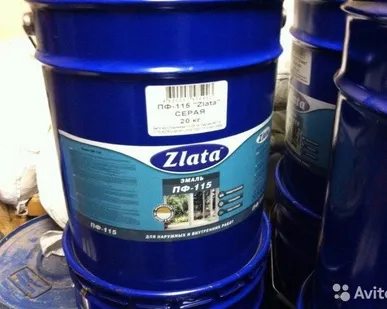 ПФ-115 "Zlata"
СЕРАЯ
20 кг.
Zlata
ЭМАЛЬ
ПФ-115
ПФ-115
ДЛЯ НАРУЖНЫХ И ВНУТРЕННИХ РАБОТ
Avito